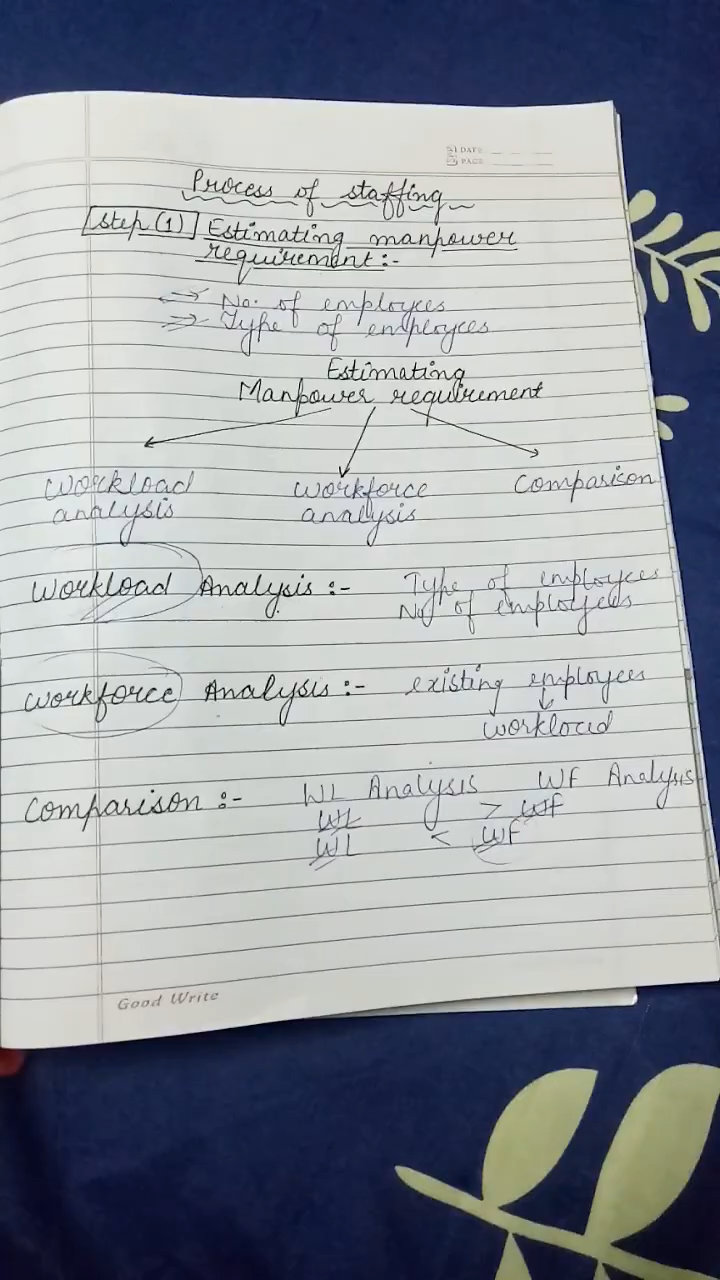 DATE
PAGE
Process of staffing
Step (1) Estimating manpower
requirement:-
⇒ No. of employees
⇒ Type of employees
Estimating
Manpower requirement
Workload analysis
Workforce analysis
Comparison
Workload Analysis :- Type of employees
No of employees
Workforce Analysis :- existing employees
↓
workload
Comparison :- WL Analysis WF Analysis
WL > WF
WL < WF
Good Write